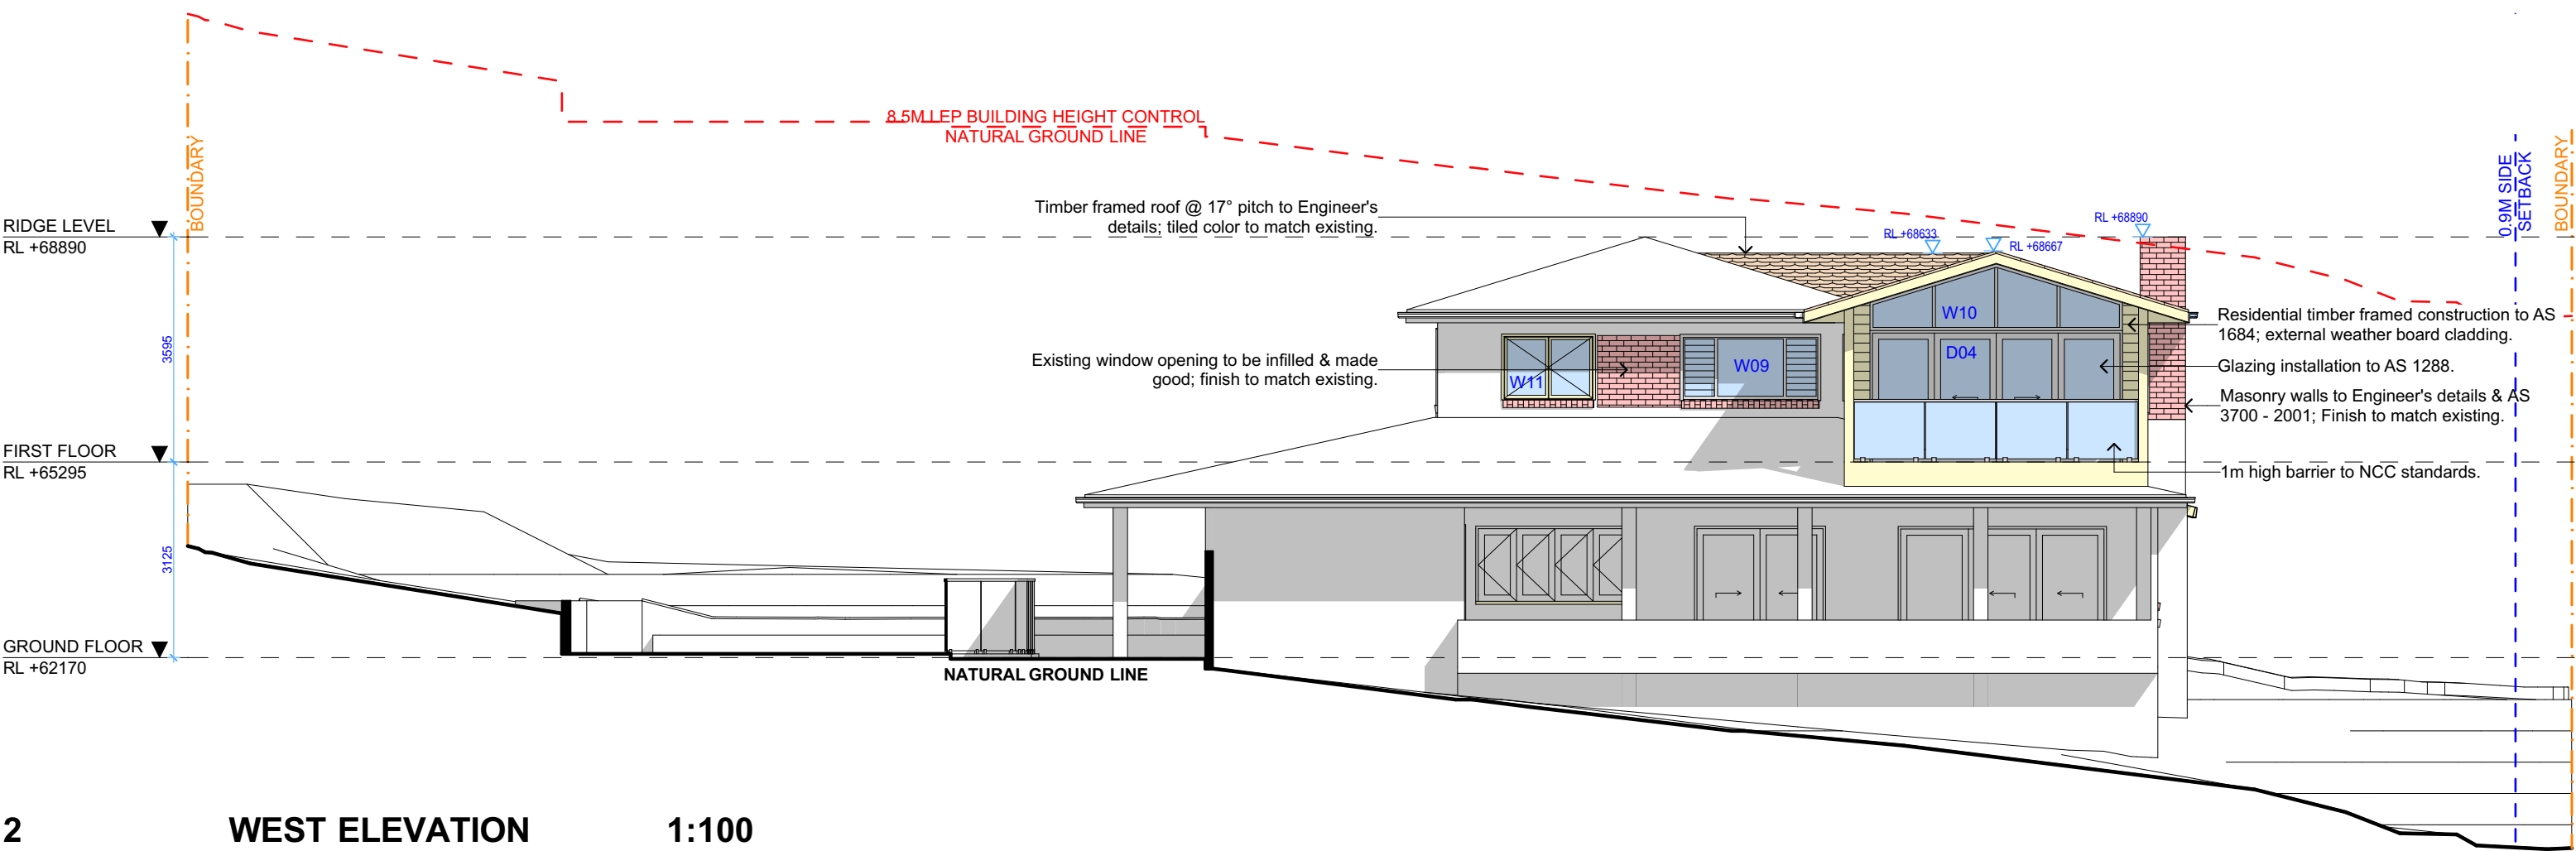 8.5M LEP BUILDING HEIGHT CONTROL
NATURAL GROUND LINE
BOUNDARY
0.9M SIDE
SETBACK
BOUNDARY
RIDGE LEVEL
RL +68890
Timber framed roof @ 17° pitch to Engineer's
details; tiled color to match existing.
RL +68633
RL +68667
RL +68890
3595
W10
D04
W09
W11
Residential timber framed construction to AS
1684; external weather board cladding.
Existing window opening to be infilled & made
good; finish to match existing.
Glazing installation to AS 1288.
Masonry walls to Engineer's details & AS
3700 - 2001; Finish to match existing.
FIRST FLOOR
RL +65295
1m high barrier to NCC standards.
3125
GROUND FLOOR
RL +62170
NATURAL GROUND LINE
2 WEST ELEVATION 1:100